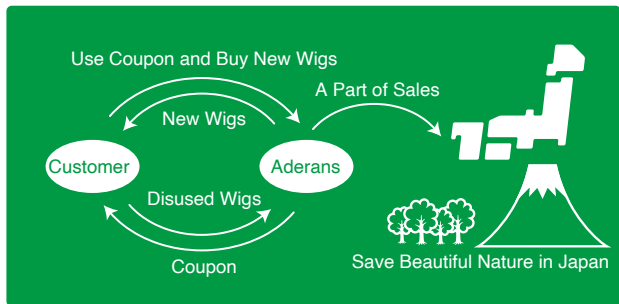 Use Coupon and Buy New Wigs
A Part of Sales
New Wigs
Customer
Aderans
Disused Wigs
Coupon
Save Beautiful Nature in Japan